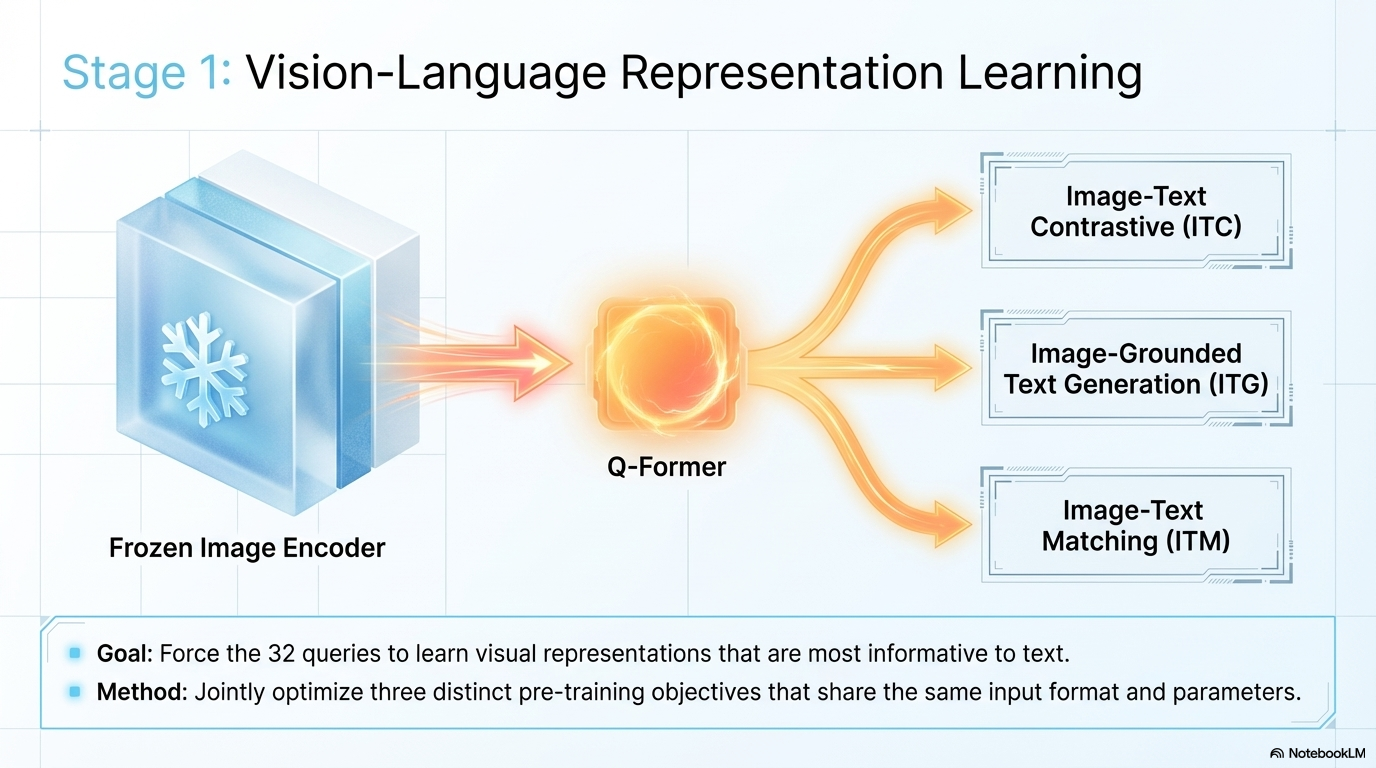 Stage 1: Vision-Language Representation Learning
Image-Text
Contrastive (ITC)
Image-Grounded
Text Generation (ITG)
Q-Former
Image-Text
Matching (ITM)
Frozen Image Encoder
Goal: Force the 32 queries to learn visual representations that are most informative to text.
Method: Jointly optimize three distinct pre-training objectives that share the same input format and parameters.
NotebookLM